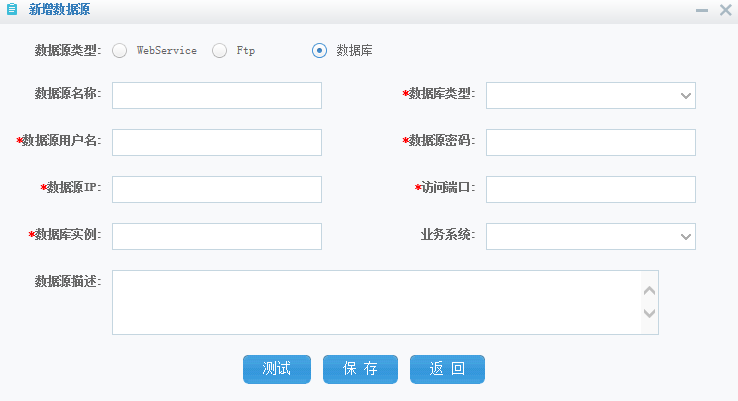 新增数据源
数据源类型: WebService Ftp 数据库
数据源名称: *数据库类型:
*数据源用户名: *数据源密码:
*数据源IP: *访问端口:
*数据库实例: 业务系统:
数据源描述:
测试 保 存 返 回